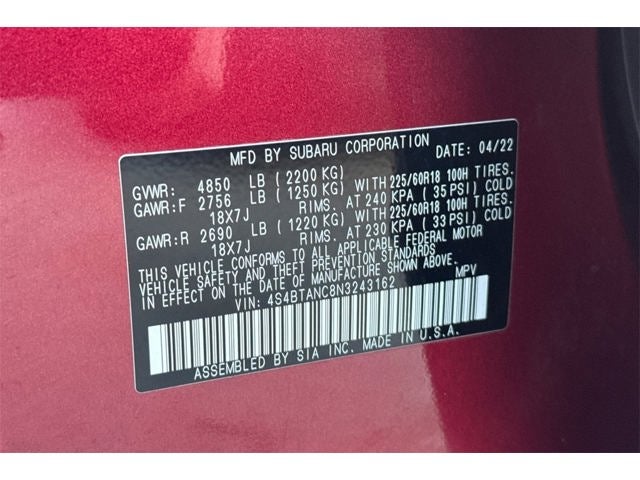 MFD BY SUBARU CORPORATION DATE: 04/22
GVWR: 4850 LB (2200 KG)
GAWR:F 2756 LB (1250 KG) WITH 225/60R18 100H TIRES.
18X7J RIMS. AT 240 KPA (35 PSI) COLD
GAWR:R 2690 LB (1220 KG) WITH 225/60R18 100H TIRES.
18X7J RIMS. AT 230 KPA (33 PSI) COLD
THIS VEHICLE CONFORMS TO ALL APPLICABLE FEDERAL MOTOR
VEHICLE SAFETY AND THEFT PREVENTION STANDARDS IN EFFECT ON
THE DATE OF MANUFACTURE SHOWN ABOVE.
VIN: 4S4BTANC8N3243162 MPV
ASSEMBLED BY SIA INC. MADE IN U.S.A.